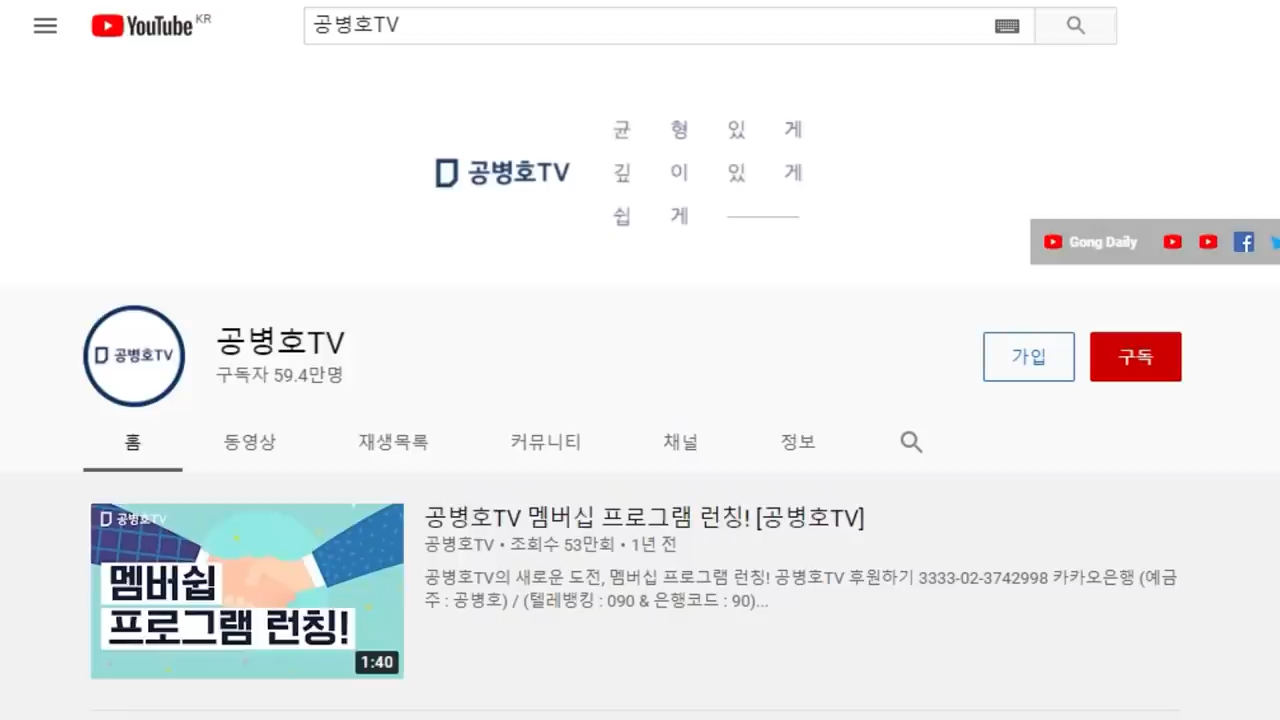 YouTube KR
공병호TV
균 형 있 게
공병호TV
깊 이 있 게
쉽 게
Gong Daily
공병호TV
공병호TV
구독자 59.4만명
가입
구독
홈 동영상 재생목록 커뮤니티 채널 정보
공병호TV
멤버쉽
프로그램 런칭!
1:40
공병호TV 멤버십 프로그램 런칭! [공병호TV]
공병호TV • 조회수 53만회 • 1년 전
공병호TV의 새로운 도전, 멤버십 프로그램 런칭! 공병호TV 후원하기 3333-02-3742998 카카오은행 (예금
주 : 공병호) / (텔레뱅킹 : 090 & 은행코드 : 90)...